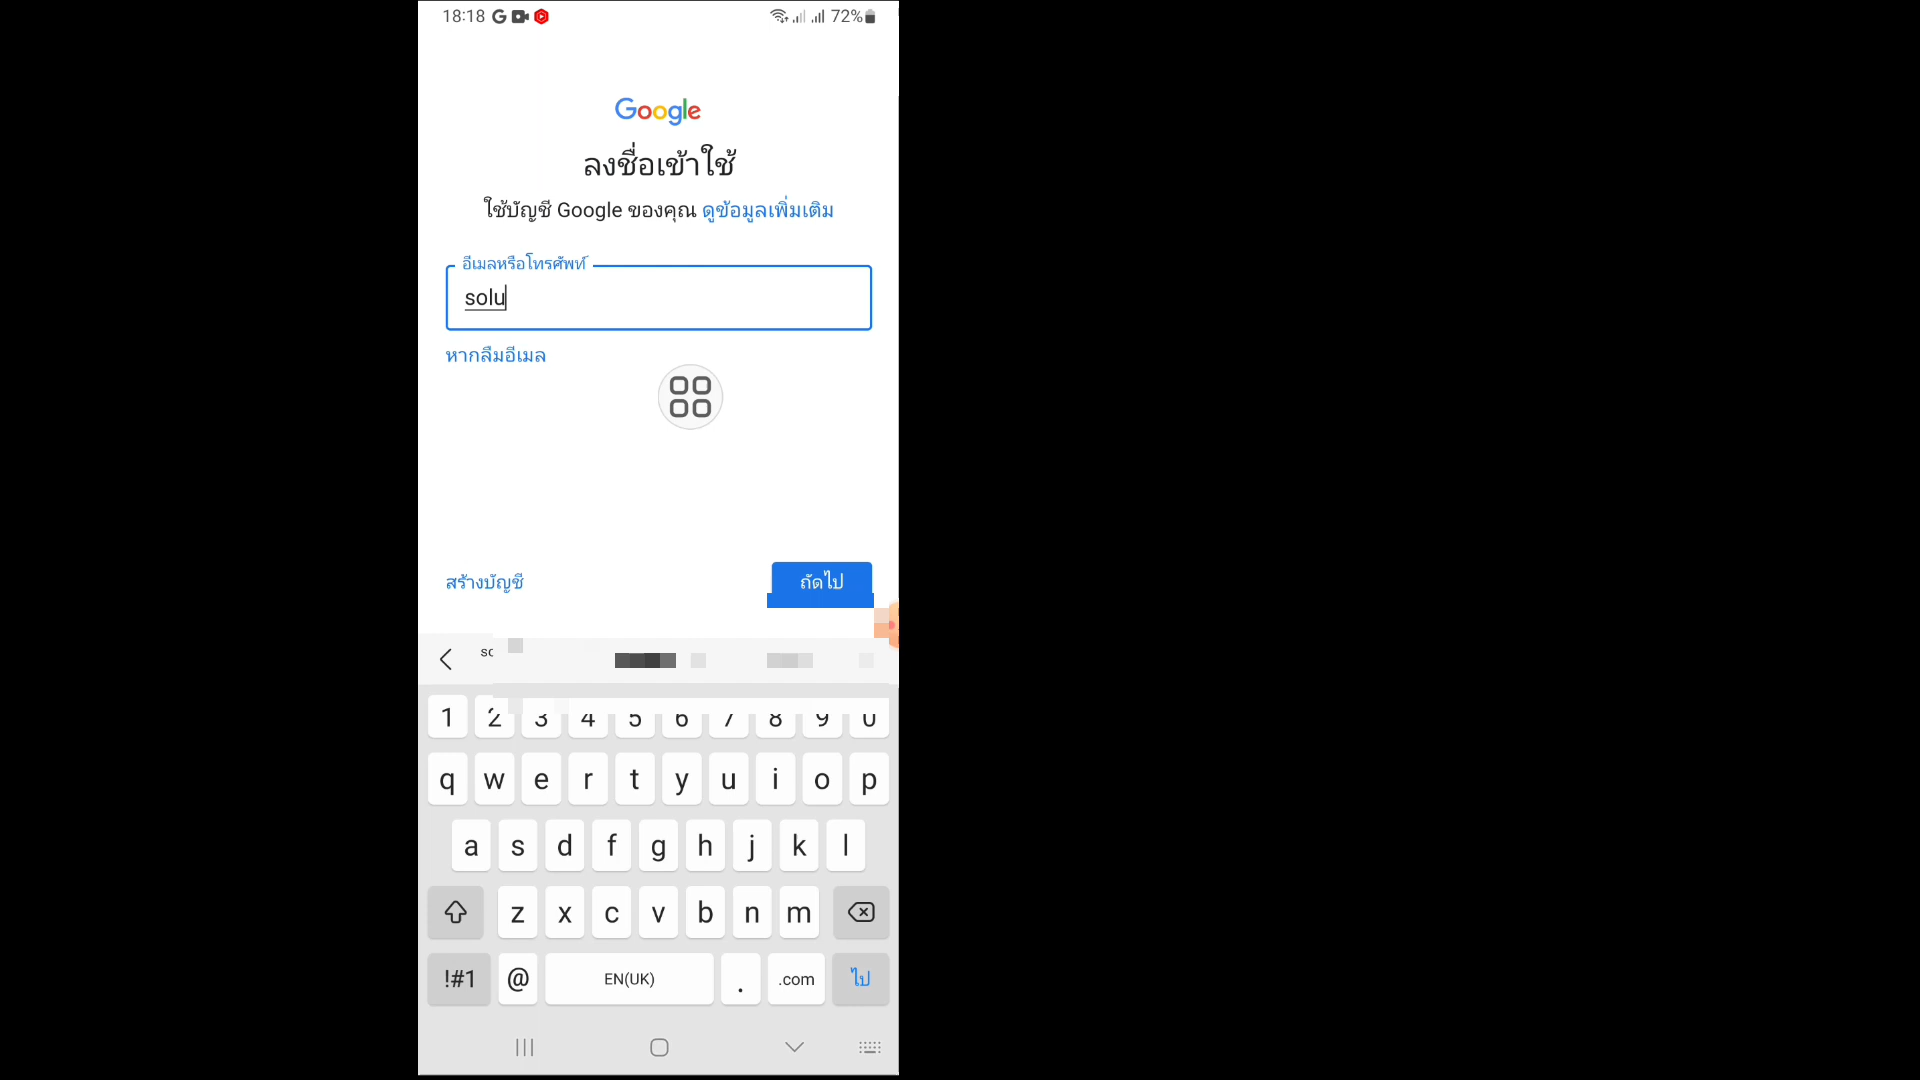 18:18 72%
Google
ลงชื่อเข้าใช้
ใช้บัญชี Google ของคุณ ดูข้อมูลเพิ่มเติม
อีเมลหรือโทรศัพท์
solu
หากลืมอีเมล
สร้างบัญชี ถัดไป
1 2 3 4 5 6 7 8 9 0
q w e r t y u i o p
a s d f g h j k l
z x c v b n m
!#1 @ EN(UK) . .com ไป